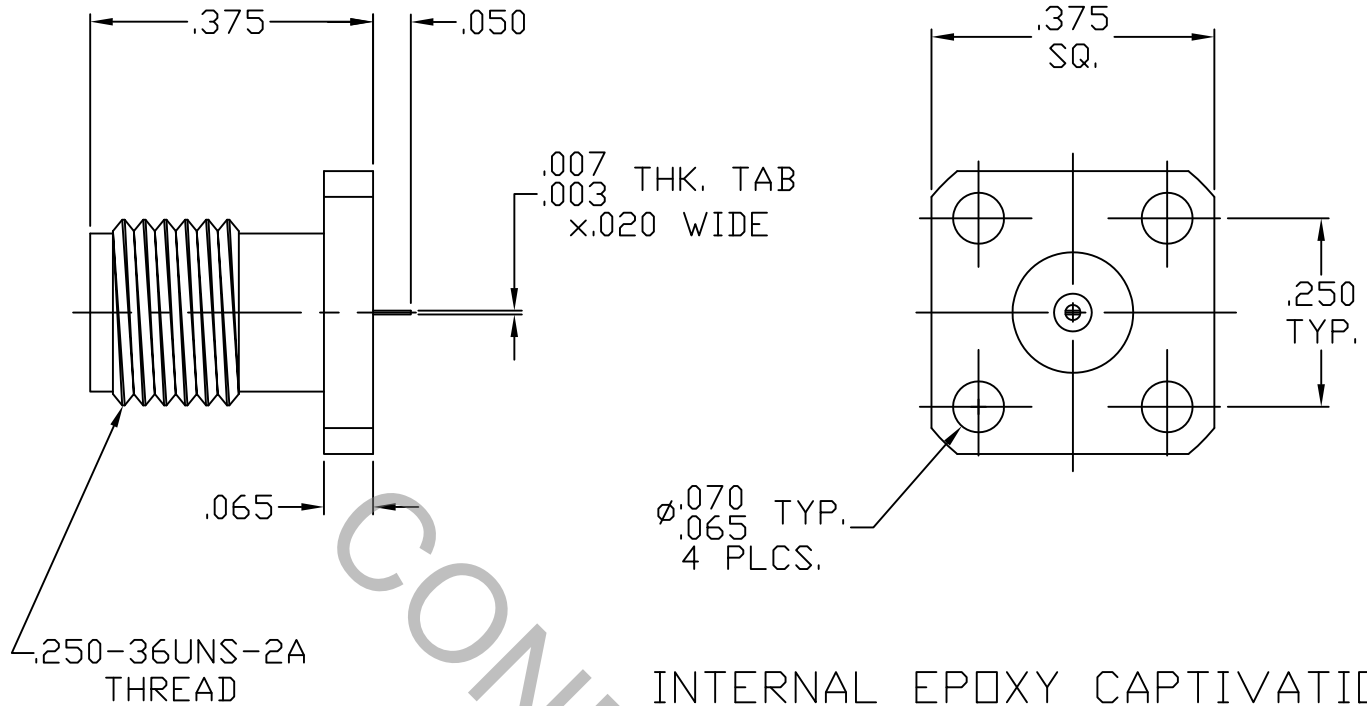 .375
.050
.375
SQ.
.007
.003 THK. TAB
x.020 WIDE
.250
TYP.
.065
ø.070
.065 TYP.
4 PLCS.
.250-36UNS-2A
THREAD
INTERNAL EPOXY